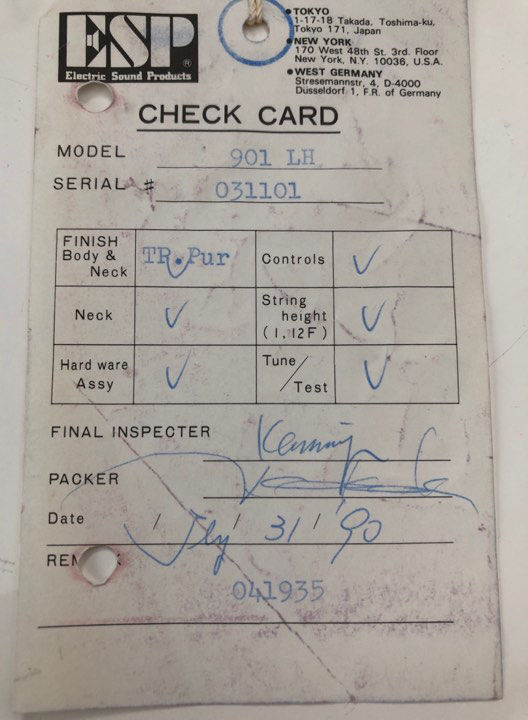 ESP®
Electric Sound Products
• TOKYO
1-17-18 Takada, Toshima-ku,
Tokyo 171, Japan
• NEW YORK
170 West 48th St. 3rd. Floor
New York, N.Y. 10036, U.S.A.
• WEST GERMANY
Stresemannstr, 4, D-4000
Düsseldorf 1, F.R. of Germany
CHECK CARD
MODEL 901 LH
SERIAL # 031101
FINISH Body & Neck TR.Pur ✓ Controls ✓
Neck ✓ String height (1, 12F) ✓
Hard ware Assy ✓ Tune / Test ✓
FINAL INSPECTER
PACKER
Date / Jly / 31 / '90
REM K
041935